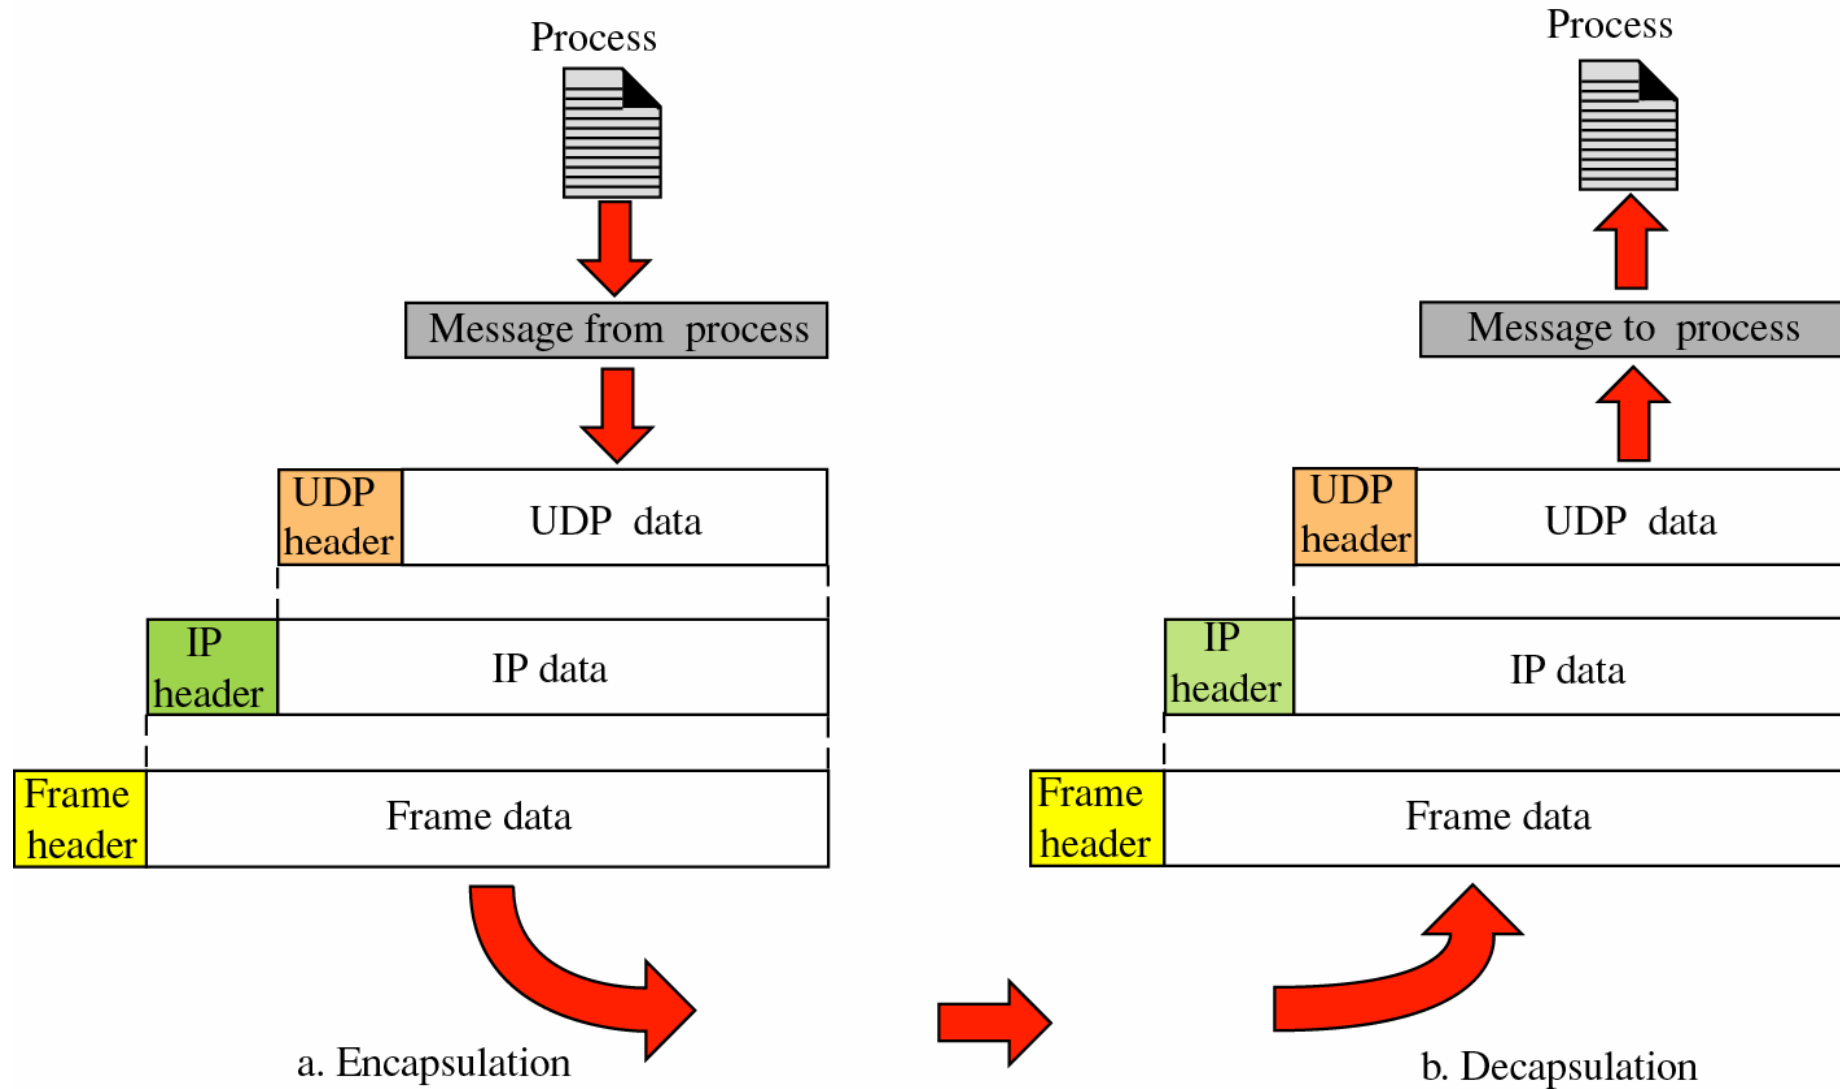 Process
Message from process
UDP
header
UDP data
IP
header
IP data
Frame
header
Frame data
a. Encapsulation
Process
Message to process
UDP
header
UDP data
IP
header
IP data
Frame
header
Frame data
b. Decapsulation